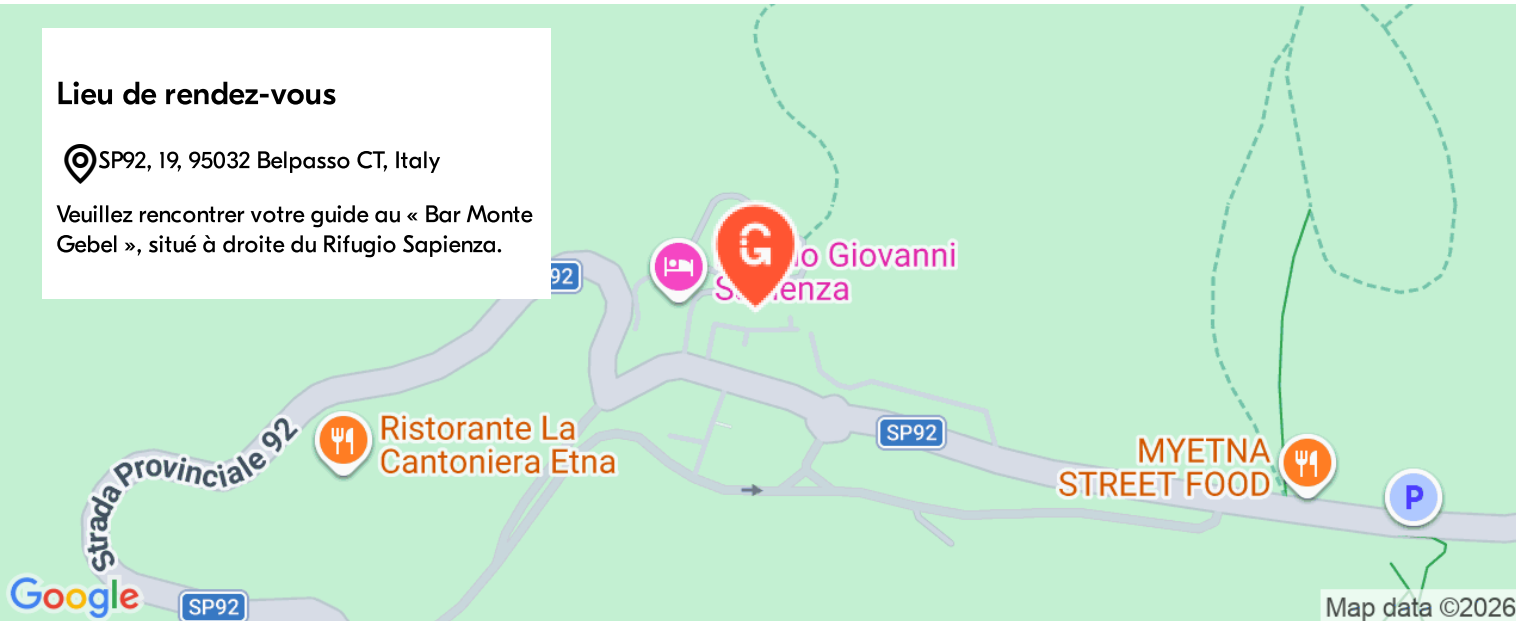 Lieu de rendez-vous
SP92, 19, 95032 Belpasso CT, Italy
Veuillez rencontrer votre guide au « Bar Monte
Gebel », situé à droite du Rifugio Sapienza.
92
G
Giovanni
Ristorante La
Cantoniera Etna
SP92
MYETNA
STREET FOOD
P
Strada Provinciale 92
Google
SP92
Map data ©2026